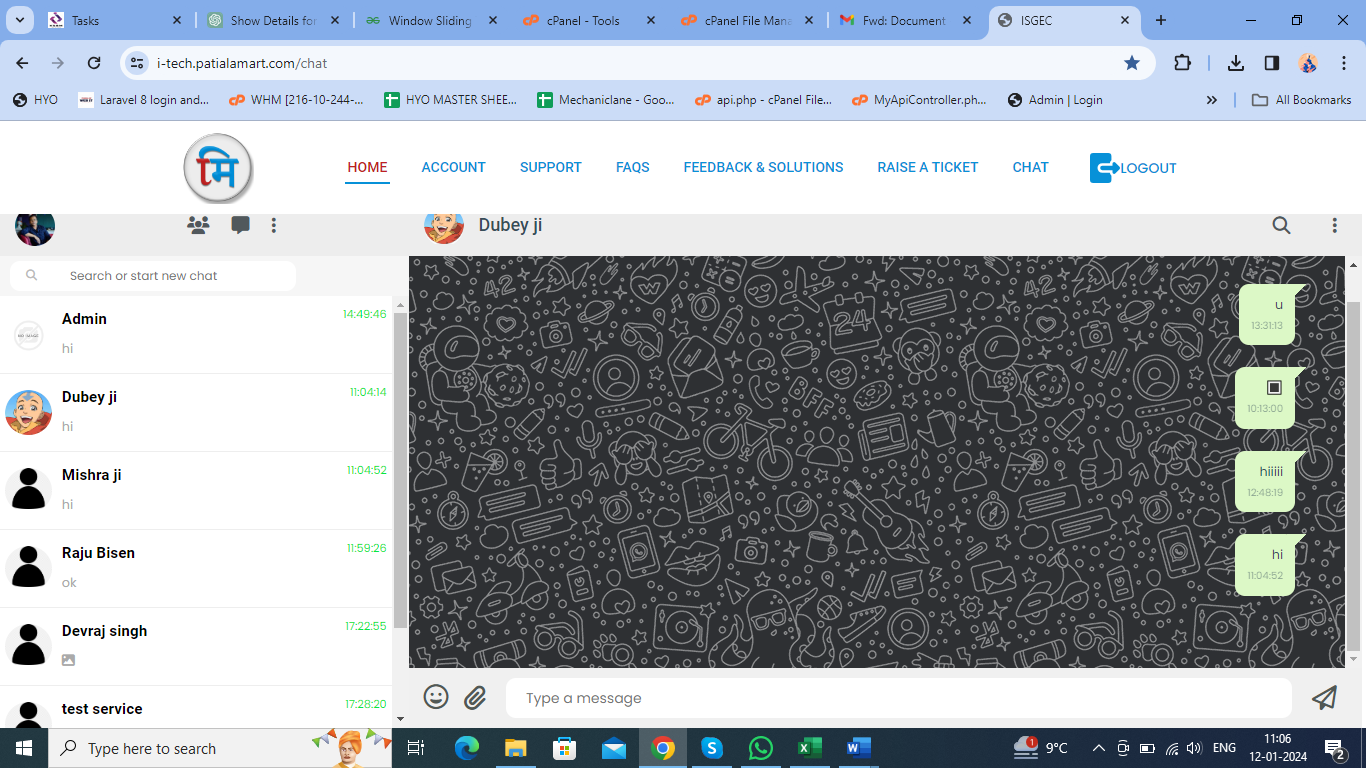 Tasks
Show Details for
Window Sliding
cPanel - Tools
cPanel File Mana
Fwd: Document
ISGEC
i-tech.patialamart.com/chat
HYO
Laravel 8 login and...
WHM [216-10-244-...
HYO MASTER SHEE...
Mechaniclane - Goo...
api.php - cPanel File...
MyApiController.ph...
Admin | Login
All Bookmarks
मि
HOME
ACCOUNT
SUPPORT
FAQS
FEEDBACK & SOLUTIONS
RAISE A TICKET
CHAT
LOGOUT
Dubey ji
Search or start new chat
Admin
14:49:46
hi
Dubey ji
11:04:14
hi
Mishra ji
11:04:52
hi
Raju Bisen
11:59:26
ok
Devraj singh
17:22:55
test service
17:28:20
u
13:31:13
10:13:00
hiiiii
12:48:19
hi
11:04:52
Type a message
Type here to search
1
9°C
ENG
11:06
12-01-2024
2